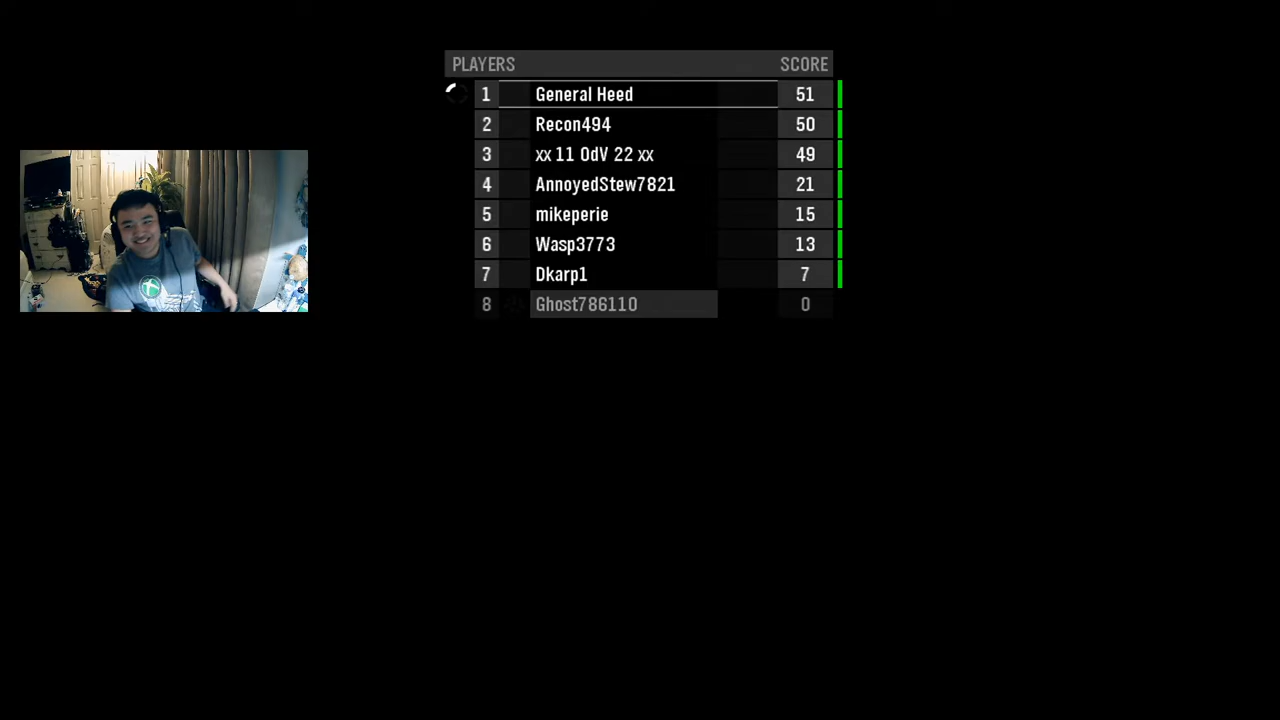 PLAYERS SCORE
1 General Heed 51
2 Recon494 50
3 xx 11 OdV 22 xx 49
4 AnnoyedStew7821 21
5 mikeperie 15
6 Wasp3773 13
7 Dkarp1 7
8 Ghost786110 0